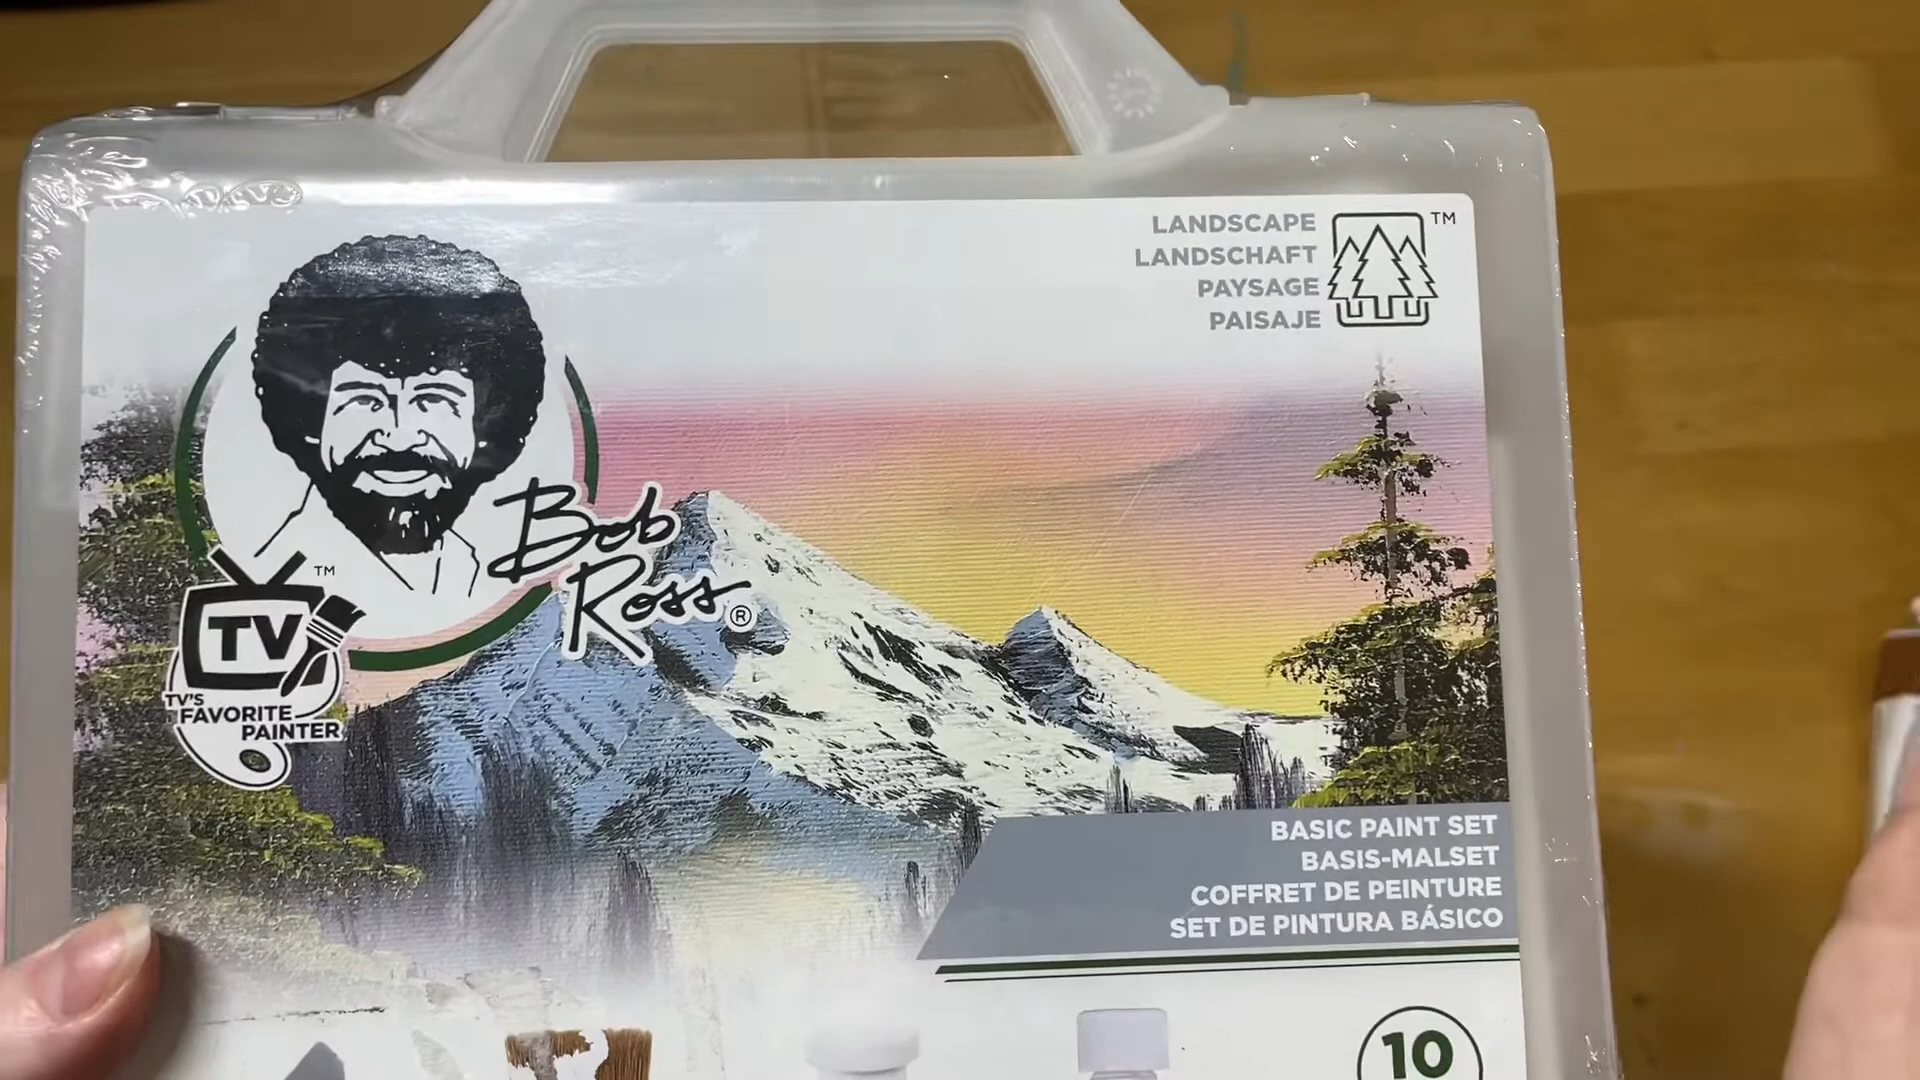 LANDSCAPE
LANDSCHAFT
PAYSAGE
PAISAJE
TM
Bob
Ross®
TM
TV
TV'S
FAVORITE
PAINTER
BASIC PAINT SET
BASIS-MALSET
COFFRET DE PEINTURE
SET DE PINTURA BÁSICO
10